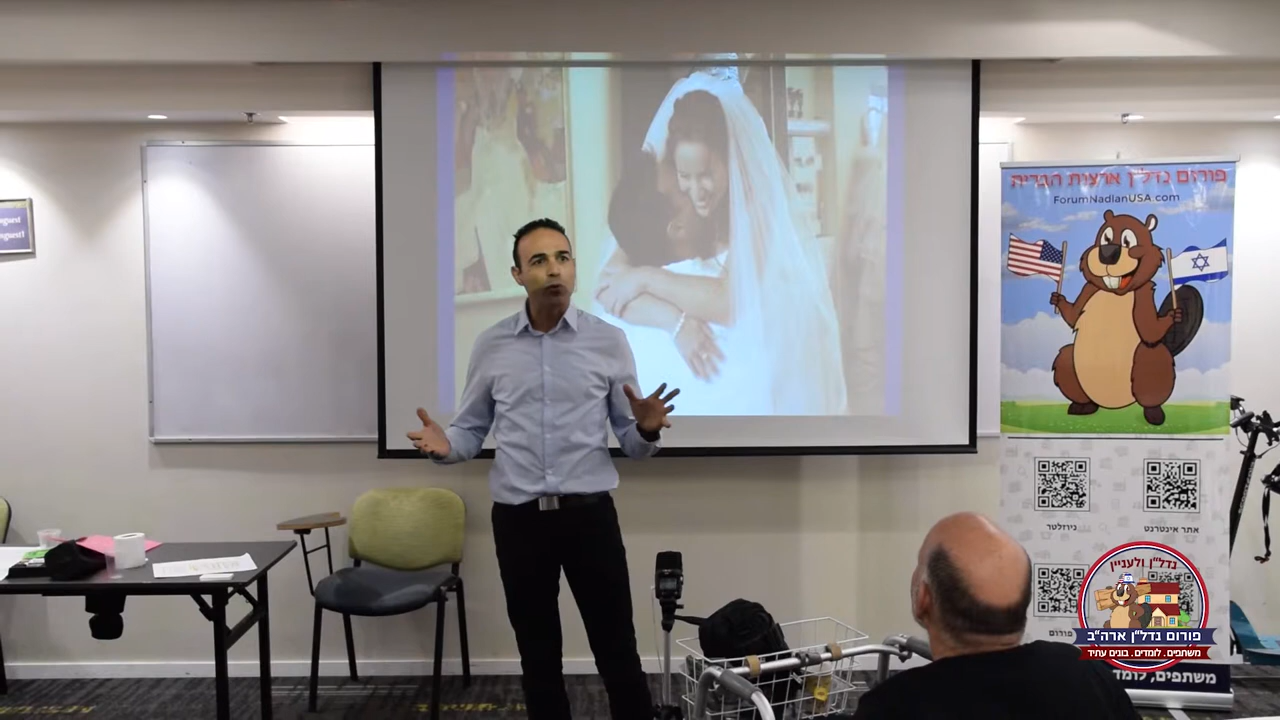 פורום נדל"ן ארצות הברית
ForumNadlanUSA.com
ניוזלטר
אתר אינטרנט
פורום
נדל"ן ולעניין
פורום נדל"ן ארה"ב
משתפים. לומדים. בונים עתיד
משתפים, לומד